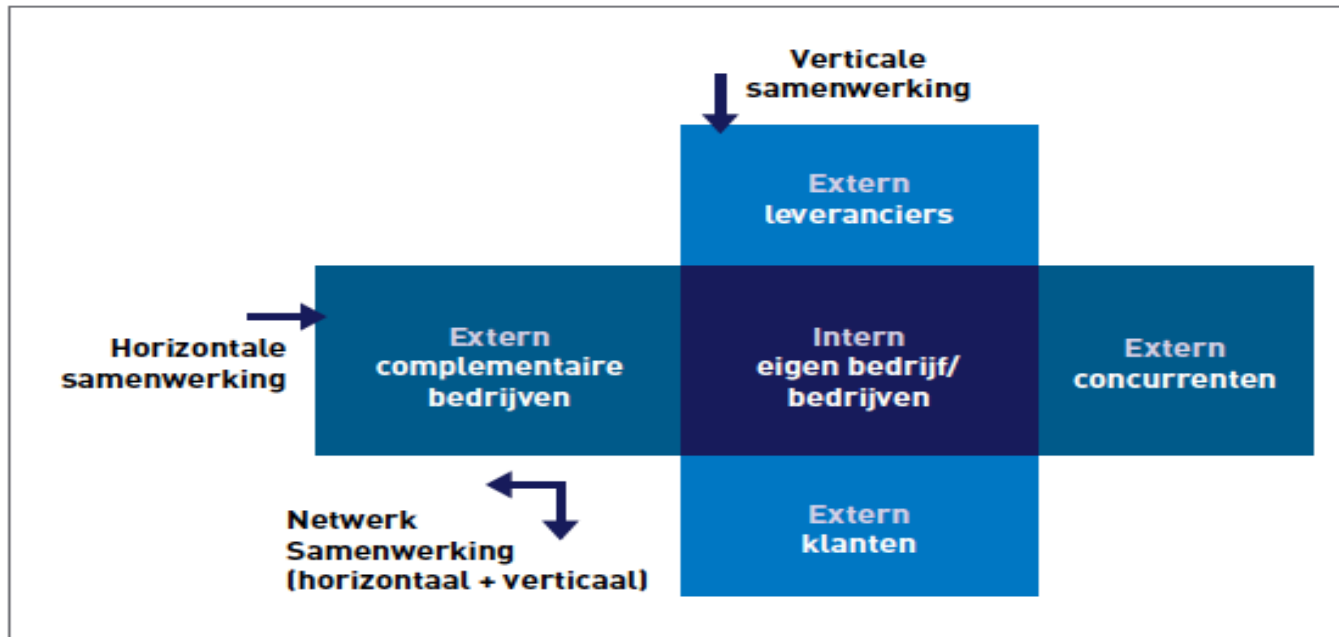 Verticale
samenwerking
Extern
leveranciers
Horizontale
samenwerking
Extern
complementaire
bedrijven
Intern
eigen bedrijf/
bedrijven
Extern
concurrenten
Netwerk
Samenwerking
(horizontaal + verticaal)
Extern
klanten